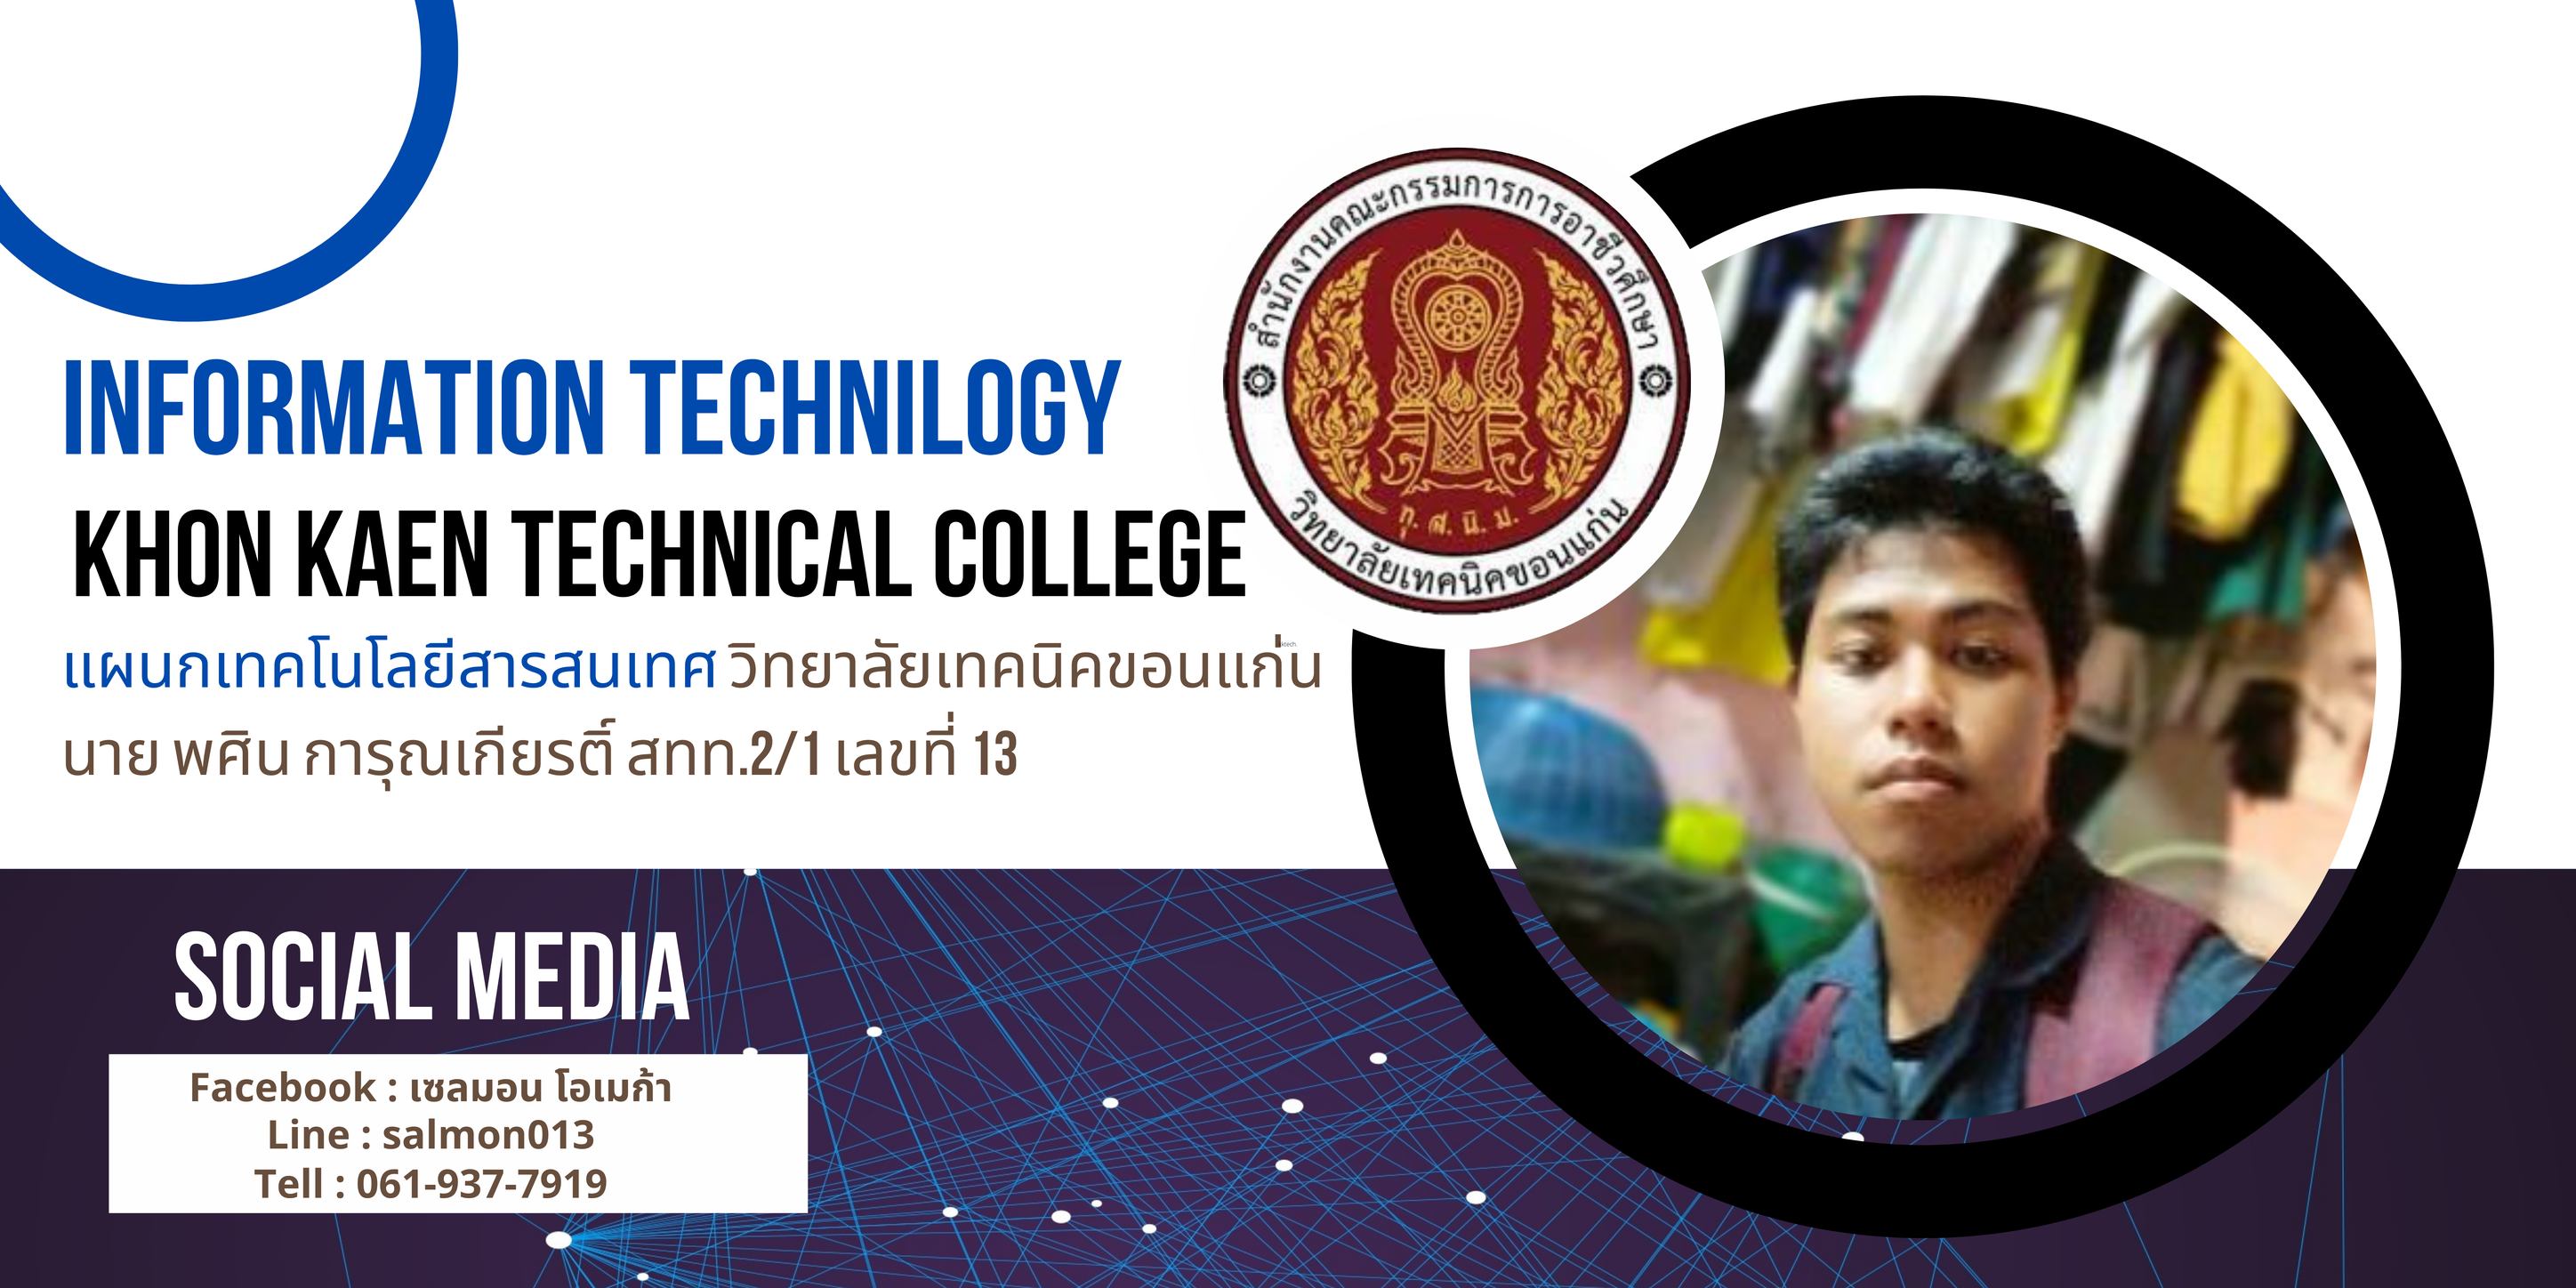 สำนักงานคณะกรรมการการอาชีวศึกษา
ทุ. ส. นิ. ม.
วิทยาลัยเทคนิคขอนแก่น
INFORMATION TECHNILOGY
KHON KAEN TECHNICAL COLLEGE
แผนกเทคโนโลยีสารสนเทศ วิทยาลัยเทคนิคขอนแก่น
นาย พศิน การุณเกียรติ์ สทท.2/1 เลขที่ 13
SOCIAL MEDIA
Facebook : เซลมอน โอเมก้า
Line : salmon013
Tell : 061-937-7919